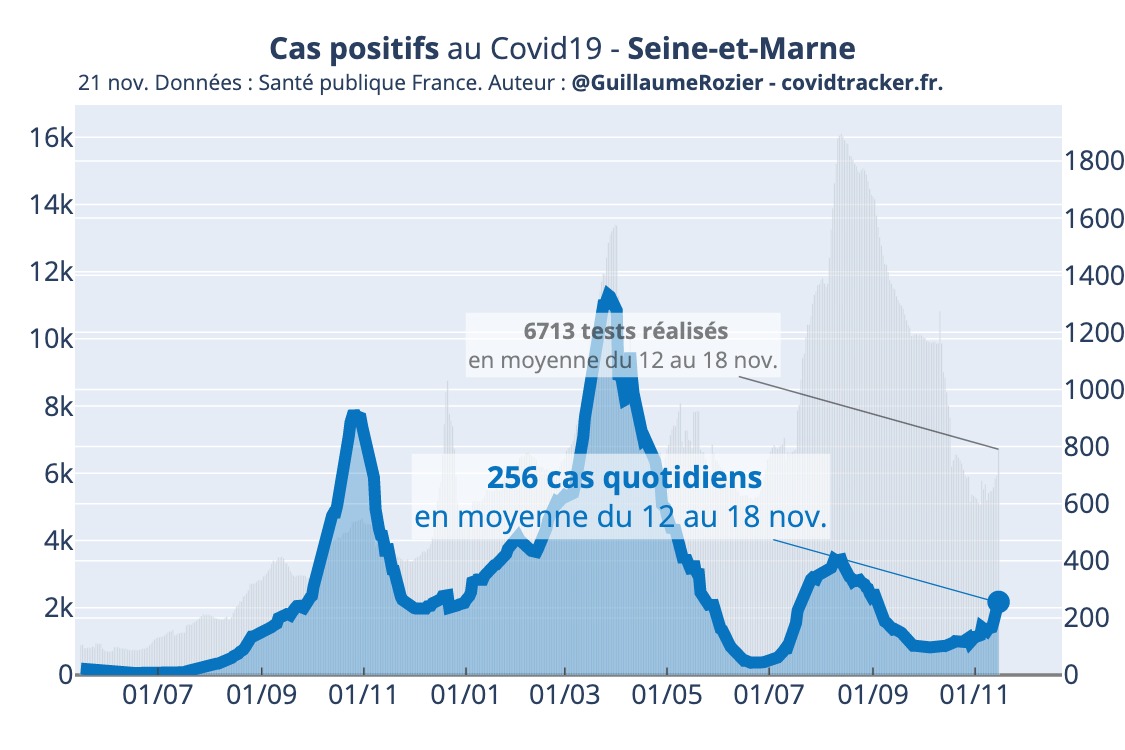 Cas positifs au Covid19 - Seine-et-Marne
21 nov. Données : Santé publique France. Auteur : @GuillaumeRozier - covidtracker.fr.
16k
14k
12k
10k
8k
6k
4k
2k
0
1800
1600
1400
1200
1000
800
600
400
200
0
6713 tests réalisés
en moyenne du 12 au 18 nov.
256 cas quotidiens
en moyenne du 12 au 18 nov.
01/07 01/09 01/11 01/01 01/03 01/05 01/07 01/09 01/11